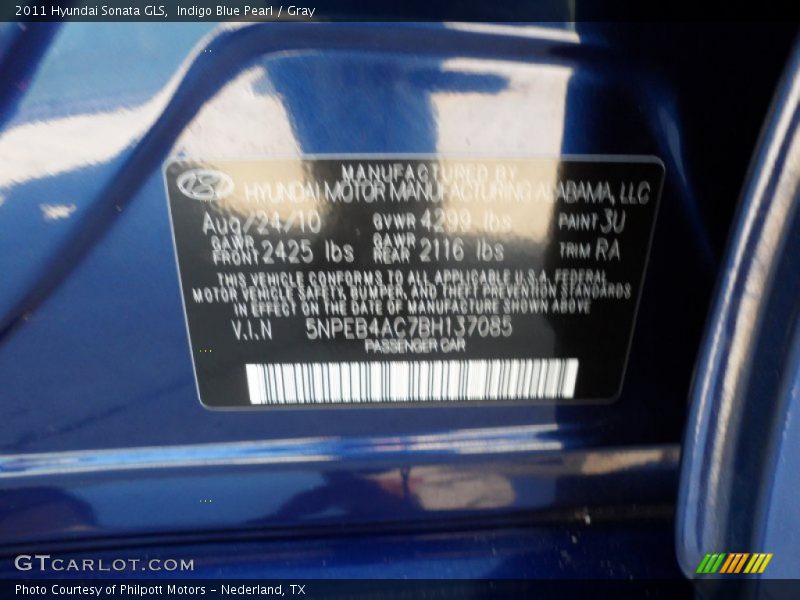 2011 Hyundai Sonata GLS, Indigo Blue Pearl / Gray
MANUFACTURED BY
HYUNDAI MOTOR MANUFACTURING ALABAMA, LLC
Aug/24/10 GVWR 4299 lbs PAINT 3U
GAWR FRONT 2425 lbs GAWR REAR 2116 lbs TRIM RA
THIS VEHICLE CONFORMS TO ALL APPLICABLE U.S.A. FEDERAL
MOTOR VEHICLE SAFETY, BUMPER, AND THEFT PREVENTION STANDARDS
IN EFFECT ON THE DATE OF MANUFACTURE SHOWN ABOVE
V.I.N 5NPEB4AC7BH137085
PASSENGER CAR
GTCARLOT.COM
Photo Courtesy of Philpott Motors - Nederland, TX